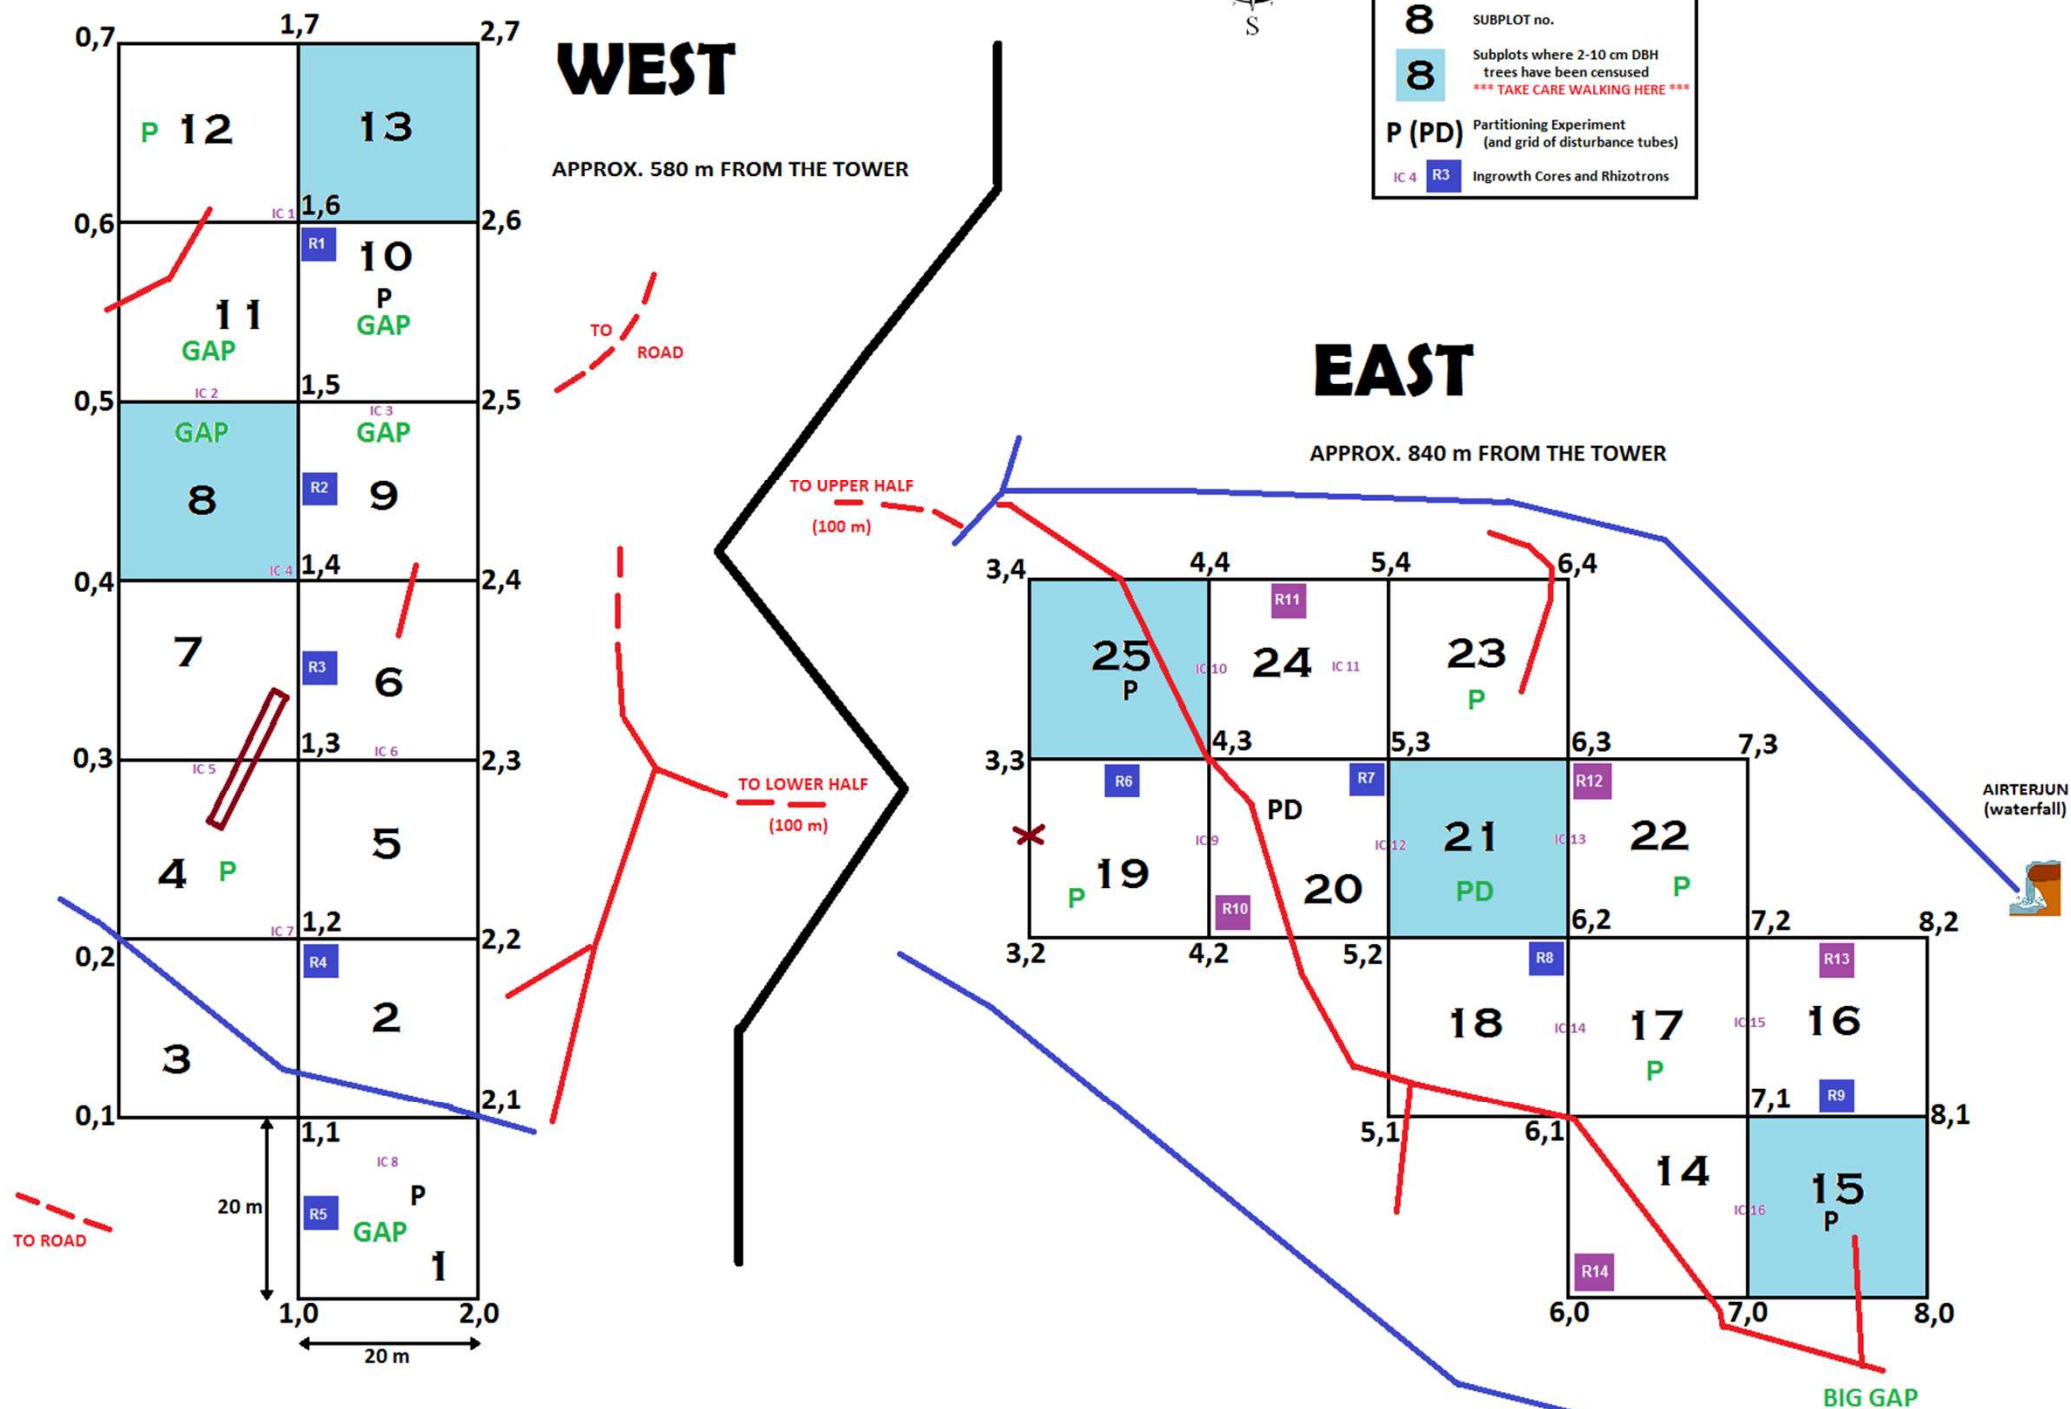 S
8 SUBPLOT no.
8 Subplots where 2-10 cm DBH
trees have been censused
*** TAKE CARE WALKING HERE ***
P (PD) Partitioning Experiment
(and grid of disturbance tubes)
IC 4 R3 Ingrowth Cores and Rhizotrons
WEST
APPROX. 580 m FROM THE TOWER
0,7 1,7 2,7
P 12 13
IC 1 1,6
0,6 2,6
R1 10
P
11 GAP
GAP
IC 2 1,5
0,5 2,5
IC 3
GAP GAP
8 R2 9
IC 4 1,4
0,4 2,4
7 R3 6
1,3 IC 6
0,3 2,3
IC 5
5
4 P
IC 7 1,2
0,2 2,2
R4
2
3
2,1
0,1
1,1
IC 8
P
20 m R5
GAP
1
1,0 2,0
20 m
TO
ROAD
TO LOWER HALF
(100 m)
TO ROAD
EAST
APPROX. 840 m FROM THE TOWER
TO UPPER HALF
(100 m)
3,4 4,4 5,4 6,4
R11
25 IC 10 24 IC 11 23
P P
4,3 5,3 6,3 7,3
3,3
R6 R7 R12
PD
IC 9 IC 12 21 IC 13 22
19 20 PD P
P
R10
6,2 7,2 8,2
3,2 4,2 5,2
R8 R13
18 IC 14 17 IC 15 16
P
7,1 R9
8,1
5,1 6,1
14 15
IC 16 P
R14
6,0 7,0 8,0
BIG GAP
AIRTERJUN
(waterfall)